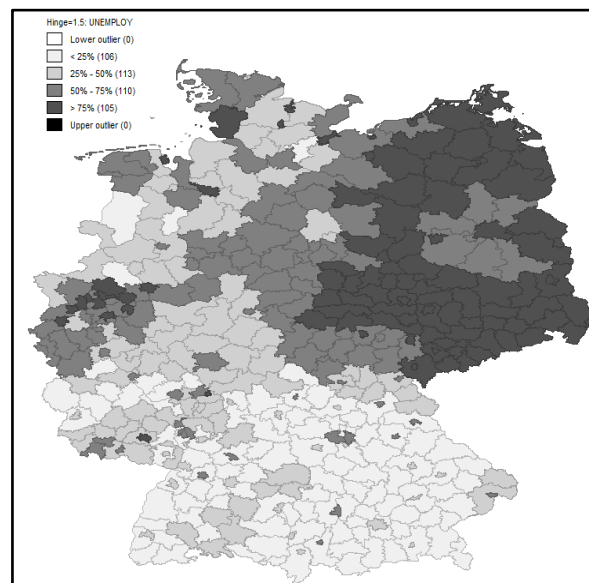 Hinge=1.5: UNEMPLOY
Lower outlier (0)
< 25% (106)
25% - 50% (113)
50% - 75% (110)
> 75% (105)
Upper outlier (0)